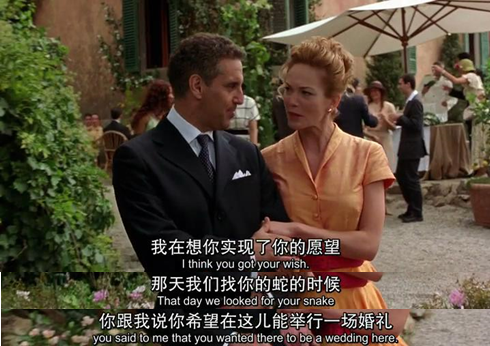 我在想你实现了你的愿望
I think you got your wish.
那天我们找你的蛇的时候
That day we looked for your snake
你跟我说你希望在这儿能举行一场婚礼
you said to me that you wanted there to be a wedding here.